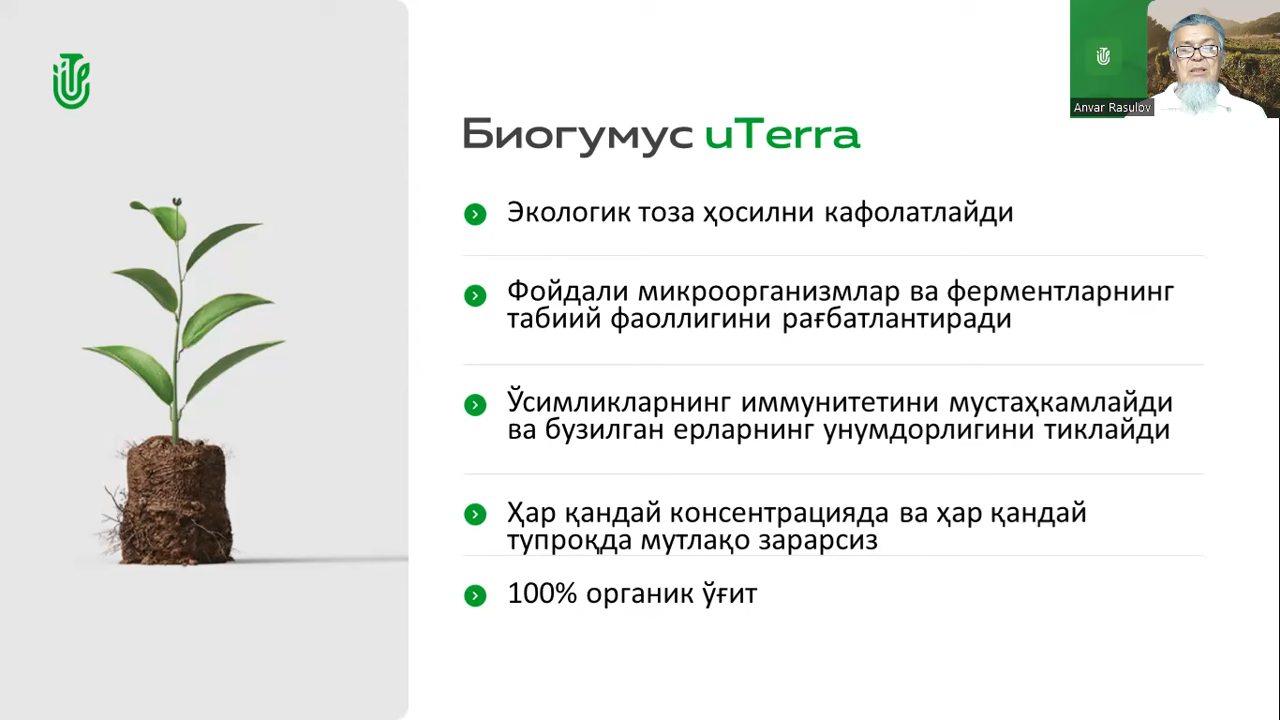 Anvar Rasulov
Биогумус uTerra
Экологик тоза ҳосилни кафолатлайди
Фойдали микроорганизмлар ва ферментларнинг
табиий фаоллигини рағбатлантиради
Ўсимликларнинг иммунитетини мустаҳкамлайди
ва бузилган ерларнинг унумдорлигини тиклайди
Ҳар қандай консентрацияда ва ҳар қандай
тупроқда мутлақо зарарсиз
100% органик ўғит